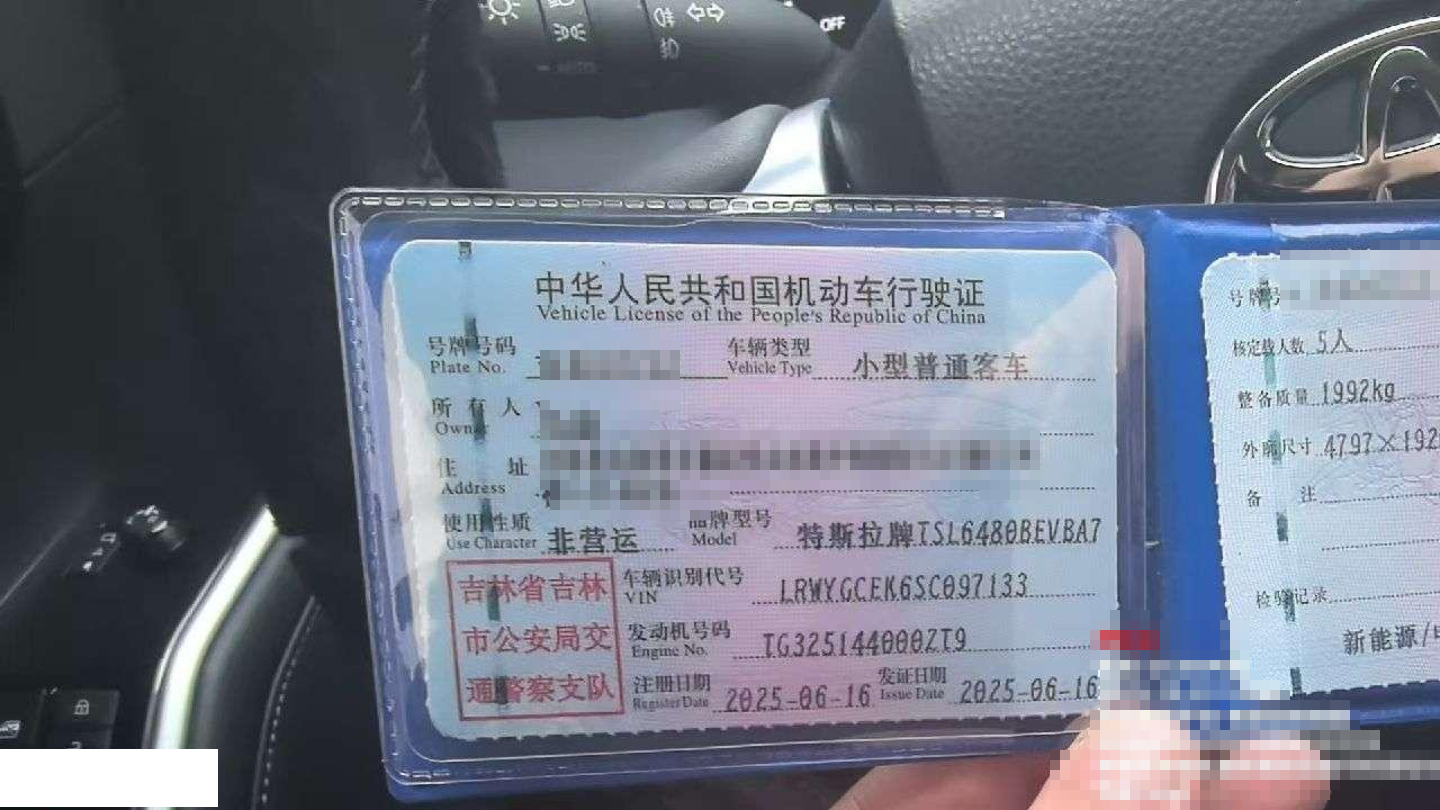 OFF
中华人民共和国机动车行驶证
Vehicle License of the People's Republic of China
号牌号码 车辆类型 小型普通客车
Plate No. Vehicle Type
所有人
Owner
住址
Address
使用性质 非营运 牌型号 特斯拉牌TSL6480BEVBA7
Use Character Model
吉林省吉林
市公安局交
通警察支队
车辆识别代号 LRWYGCEK6SC097133
VIN
发动机号码 TG325144000ZT9
Engine No.
注册日期 2025-06-16 发证日期 2025-06-16
Register Date Issue Date
号牌号
核定载人数 5人
整备质量 1992kg
外廓尺寸 4797×192
备注
检验记录
新能源/